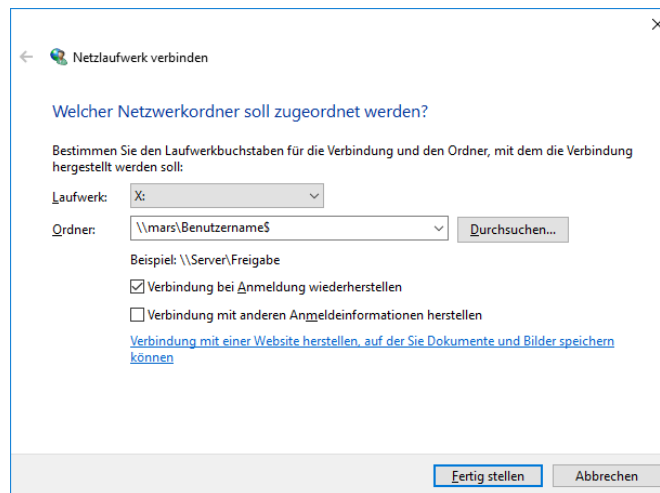 Netzlaufwerk verbinden
Welcher Netzwerkordner soll zugeordnet werden?
Bestimmen Sie den Laufwerkbuchstaben für die Verbindung und den Ordner, mit dem die Verbindung
hergestellt werden soll:
Laufwerk: X:
Ordner: \\mars\Benutzername$ Durchsuchen...
Beispiel: \\Server\Freigabe
Verbindung bei Anmeldung wiederherstellen
Verbindung mit anderen Anmeldeinformationen herstellen
Verbindung mit einer Website herstellen, auf der Sie Dokumente und Bilder speichern
können
Fertig stellen Abbrechen